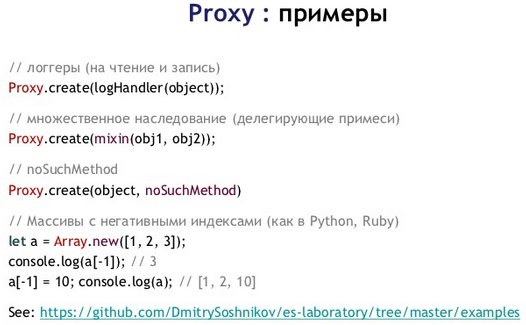 Proxy : примеры
// логгеры (на чтение и запись)
Proxy.create(logHandler(object));
// множественное наследование (делегирующие примеси)
Proxy.create(mixin(obj1, obj2));
// noSuchMethod
Proxy.create(object, noSuchMethod)
// Массивы с негативными индексами (как в Python, Ruby)
let a = Array.new([1, 2, 3]);
console.log(a[-1]); // 3
a[-1] = 10; console.log(a); // [1, 2, 10]
See: https://github.com/DmitrySoshnikov/es-laboratory/tree/master/examples